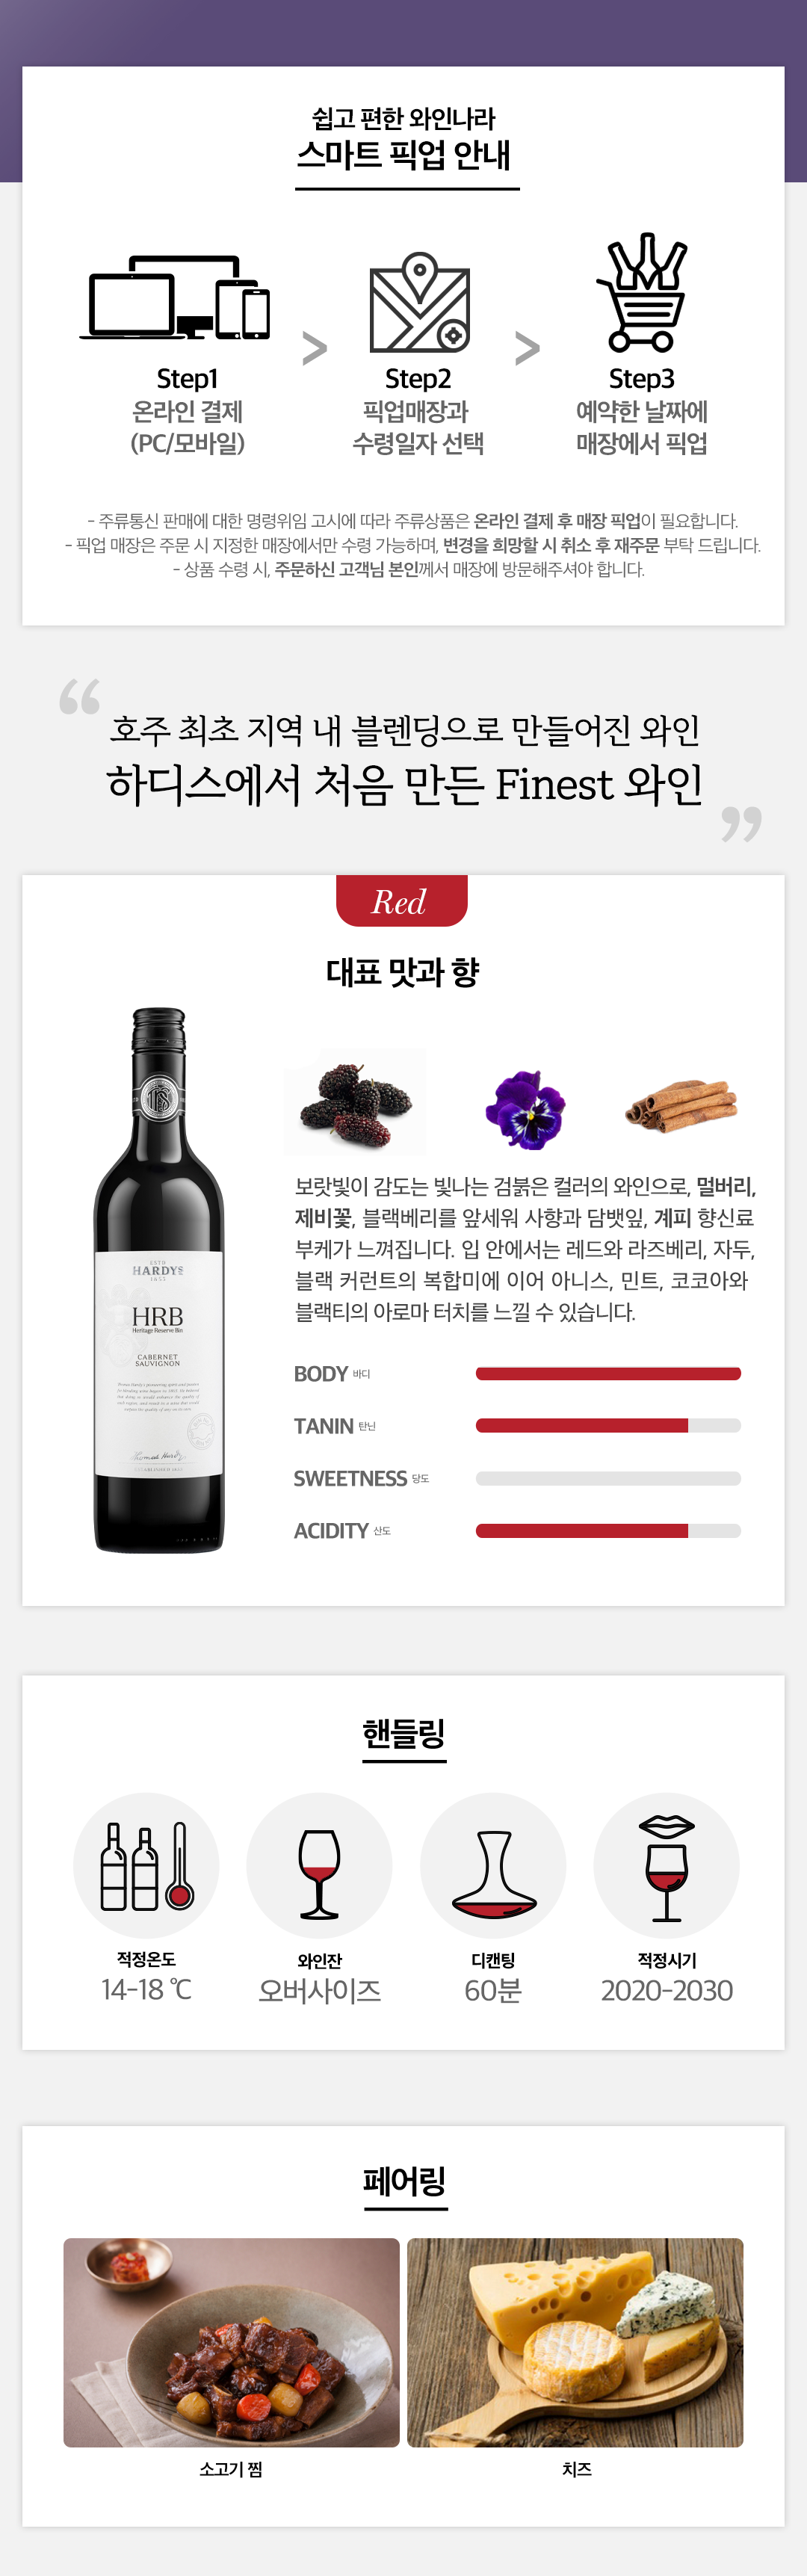 쉽고 편한 와인나라
스마트 픽업 안내
>
>
Step1
온라인 결제
(PC/모바일)
Step2
픽업매장과
수령일자 선택
Step3
예약한 날짜에
매장에서 픽업
- 주류통신 판매에 대한 명령위임 고시에 따라 주류상품은 온라인 결제 후 매장 픽업이 필요합니다.
- 픽업 매장은 주문 시 지정한 매장에서만 수령 가능하며, 변경을 희망할 시 취소 후 재주문 부탁 드립니다.
- 상품 수령 시, 주문하신 고객님 본인께서 매장에 방문해주셔야 합니다.
“
호주 최초 지역 내 블렌딩으로 만들어진 와인
하디스에서 처음 만든 Finest 와인
”
Red
대표 맛과 향
보랏빛이 감도는 빛나는 검붉은 컬러의 와인으로, 멀버리,
제비꽃, 블랙베리를 앞세워 사향과 담뱃잎, 계피 향신료
부케가 느껴집니다. 입 안에서는 레드와 라즈베리, 자두,
블랙 커런트의 복합미에 이어 아니스, 민트, 코코아와
블랙티의 아로마 터치를 느낄 수 있습니다.
ESTD
HARDYS
1853
HRB
Heritage Reserve Bin
CABERNET
SAUVIGNON
Thomas Hardy
BODY 바디
TANIN 탄닌
SWEETNESS 당도
ACIDITY 산도
핸들링
적정온도
14-18 ℃
와인잔
오버사이즈
디캔팅
60분
적정시기
2020-2030
페어링
소고기 찜
치즈